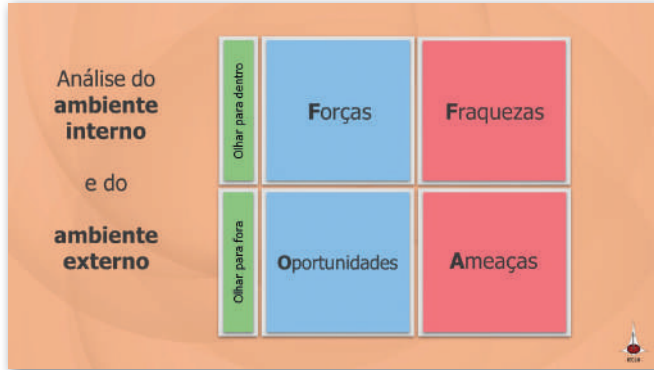 Análise do
ambiente
interno
e do
ambiente
externo
Olhar para dentro
Forças
Fraquezas
Olhar para fora
Oportunidades
Ameaças